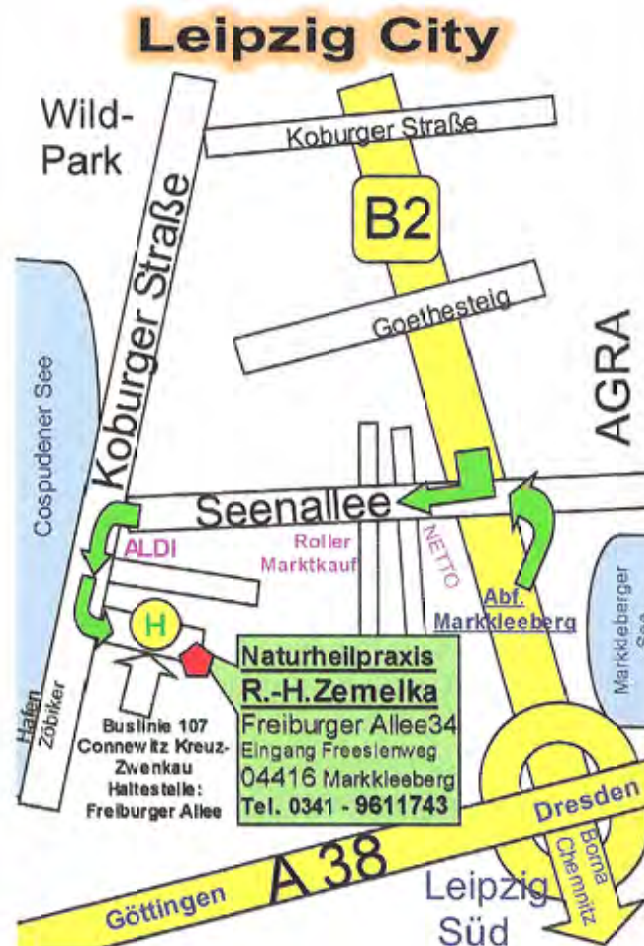 Leipzig City
Wild-
Park
Koburger Straße
B2
Koburger Straße
Goethesteig
AGRA
Cospudener See
Seenallee
ALDI
Roller
Marktkauf
NETTO
Abf.
Markkleeberg
Markkleberger
H
Hafen
Zöbiker
Buslinie 107
Connewitz Kreuz-
Zwenkau
Haltestelle:
Freiburger Allee
Naturheilpraxis
R.-H.Zemelka
Freiburger Allee34
Eingang Freesienweg
04416 Markkleeberg
Tel. 0341 - 9611743
Göttingen
A 38
Dresden
Borna
Chemnitz
Leipzig
Süd